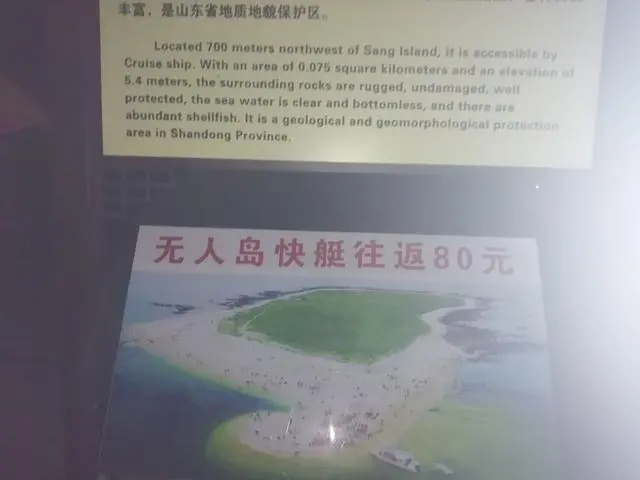 丰富，是山东省地质地貌保护区。
Located 700 meters northwest of Sang Island, it is accessible by
Cruise ship. With an area of 0.075 square kilometers and an elevation of
5.4 meters, the surrounding rocks are rugged, undamaged, well
protected, the sea water is clear and bottomless, and there are
abundant shellfish. It is a geological and geomorphological protection
area in Shandong Province.
无人岛快艇往返80元